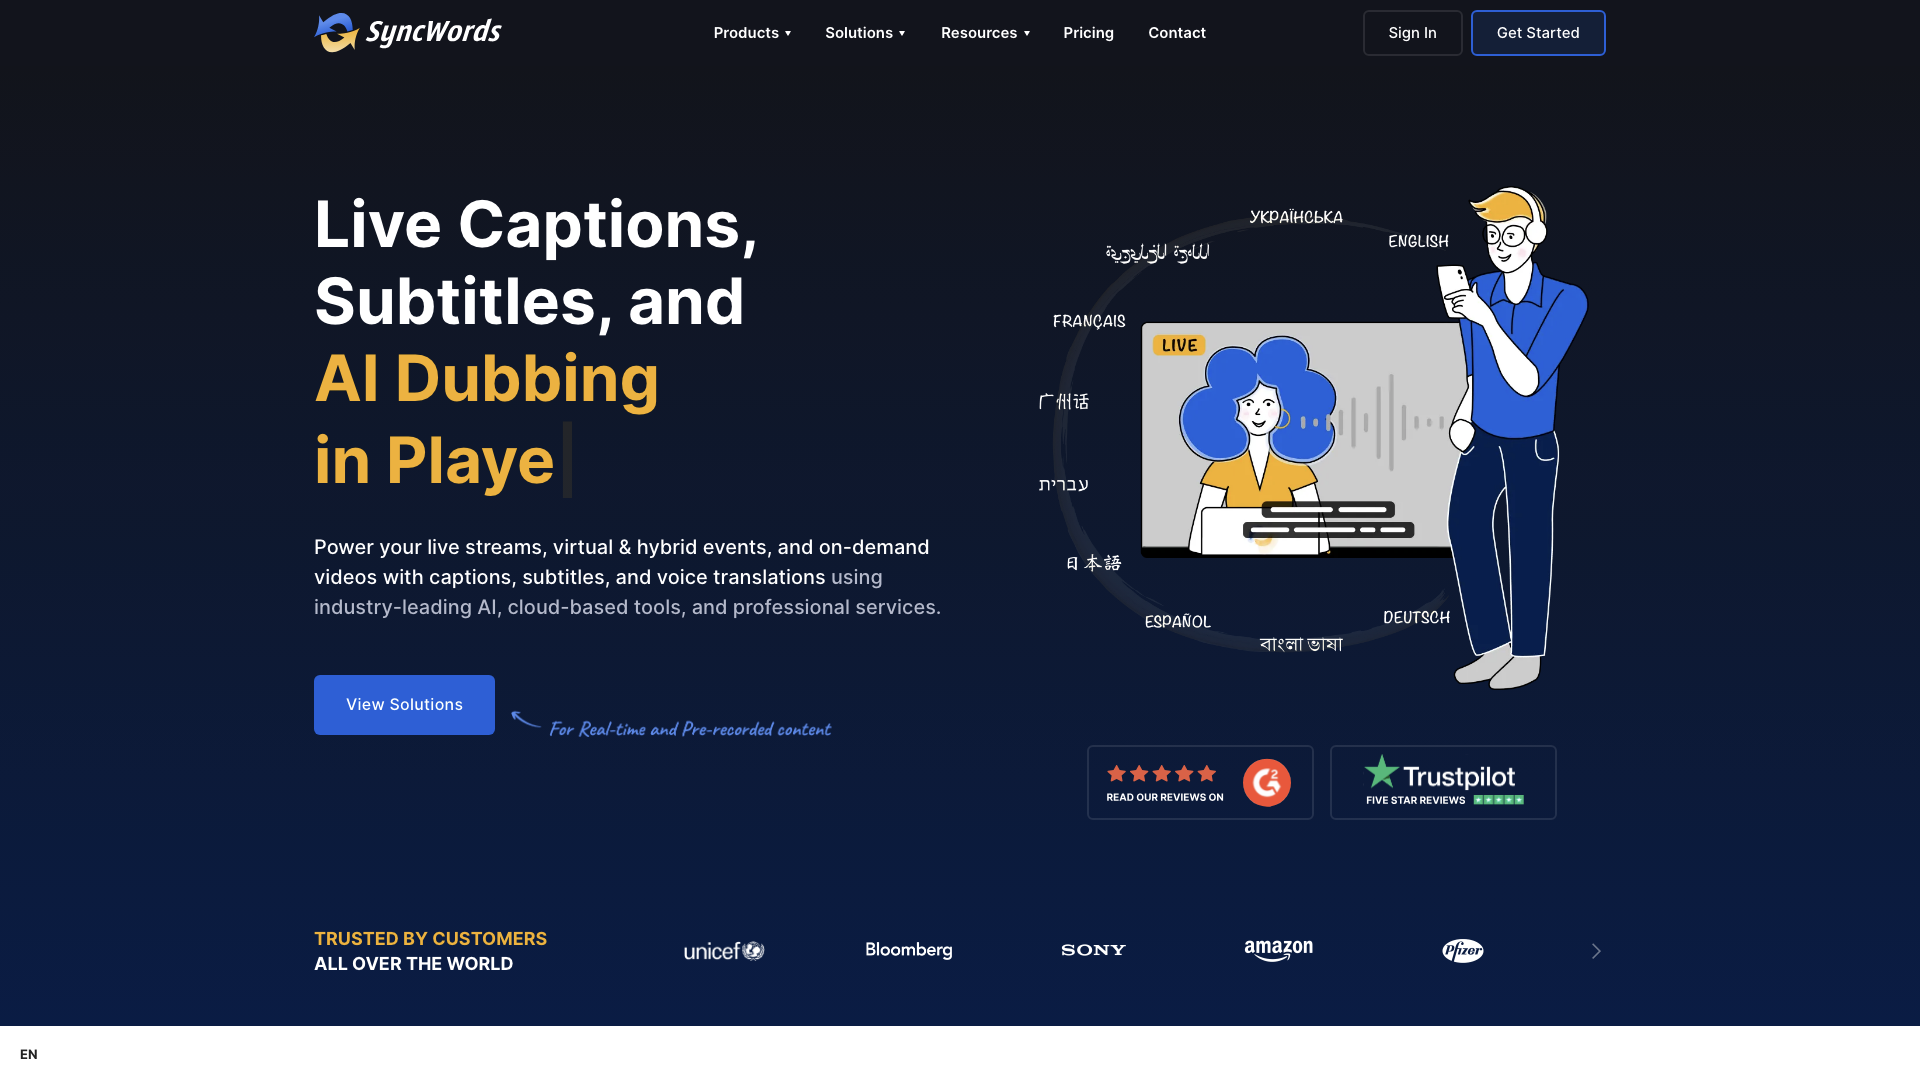 SyncWords
Products ▾
Solutions ▾
Resources ▾
Pricing
Contact
Sign In
Get Started
Live Captions,
Subtitles, and
AI Dubbing
in Playe
Power your live streams, virtual & hybrid events, and on-demand
videos with captions, subtitles, and voice translations using
industry-leading AI, cloud-based tools, and professional services.
View Solutions
For Real-time and Pre-recorded content
УКРАЇНСЬКА
ENGLISH
FRANÇAIS
LIVE
广州话
עברית
日本語
ESPAÑOL
DEUTSCH
বাংলা ভাষা
READ OUR REVIEWS ON
G2
Trustpilot
FIVE STAR REVIEWS
TRUSTED BY CUSTOMERS
ALL OVER THE WORLD
unicef
Bloomberg
SONY
amazon
Pfizer
EN